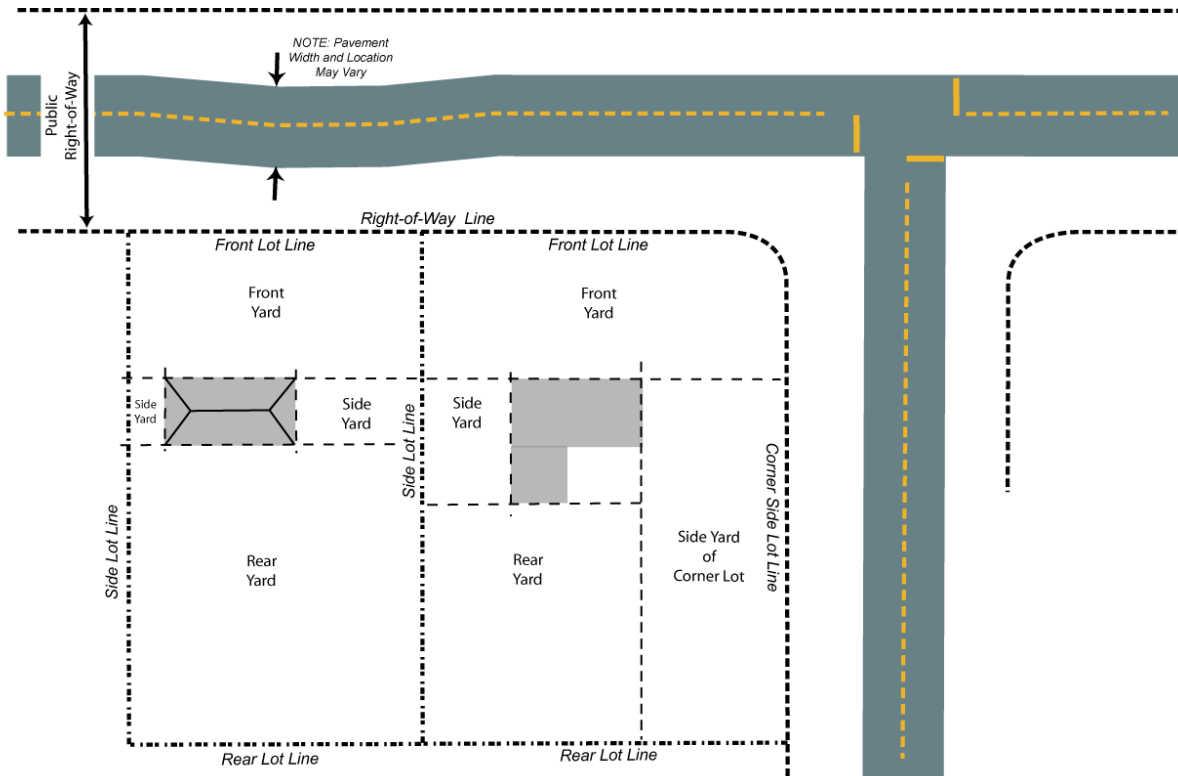 NOTE: Pavement
Width and Location
May Vary
Public
Right-of-Way
Right-of-Way Line
Front Lot Line
Front Lot Line
Front
Yard
Front
Yard
Side
Yard
Side
Yard
Side
Yard
Side Lot Line
Side Lot Line
Corner Side Lot Line
Rear
Yard
Rear
Yard
Side Yard
of
Corner Lot
Rear Lot Line
Rear Lot Line